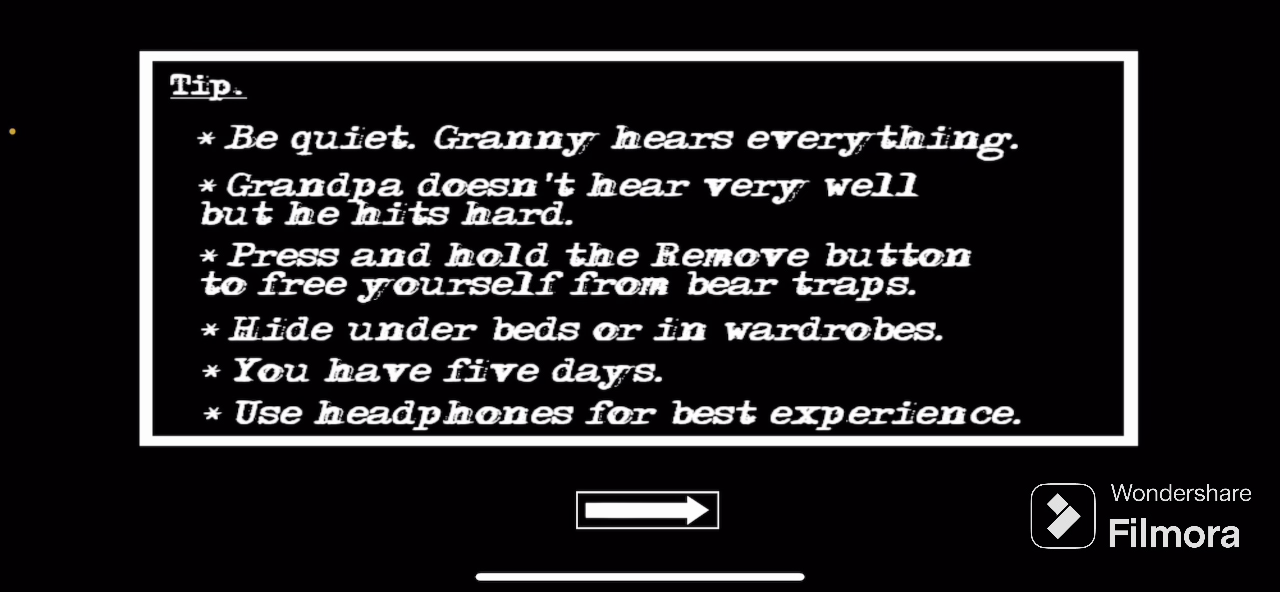 Tip.
* Be quiet. Granny hears everything.
* Grandpa doesn't hear very well
but he hits hard.
* Press and hold the Remove button
to free yourself from bear traps.
* Hide under beds or in wardrobes.
* You have five days.
* Use headphones for best experience.
Wondershare
Filmora